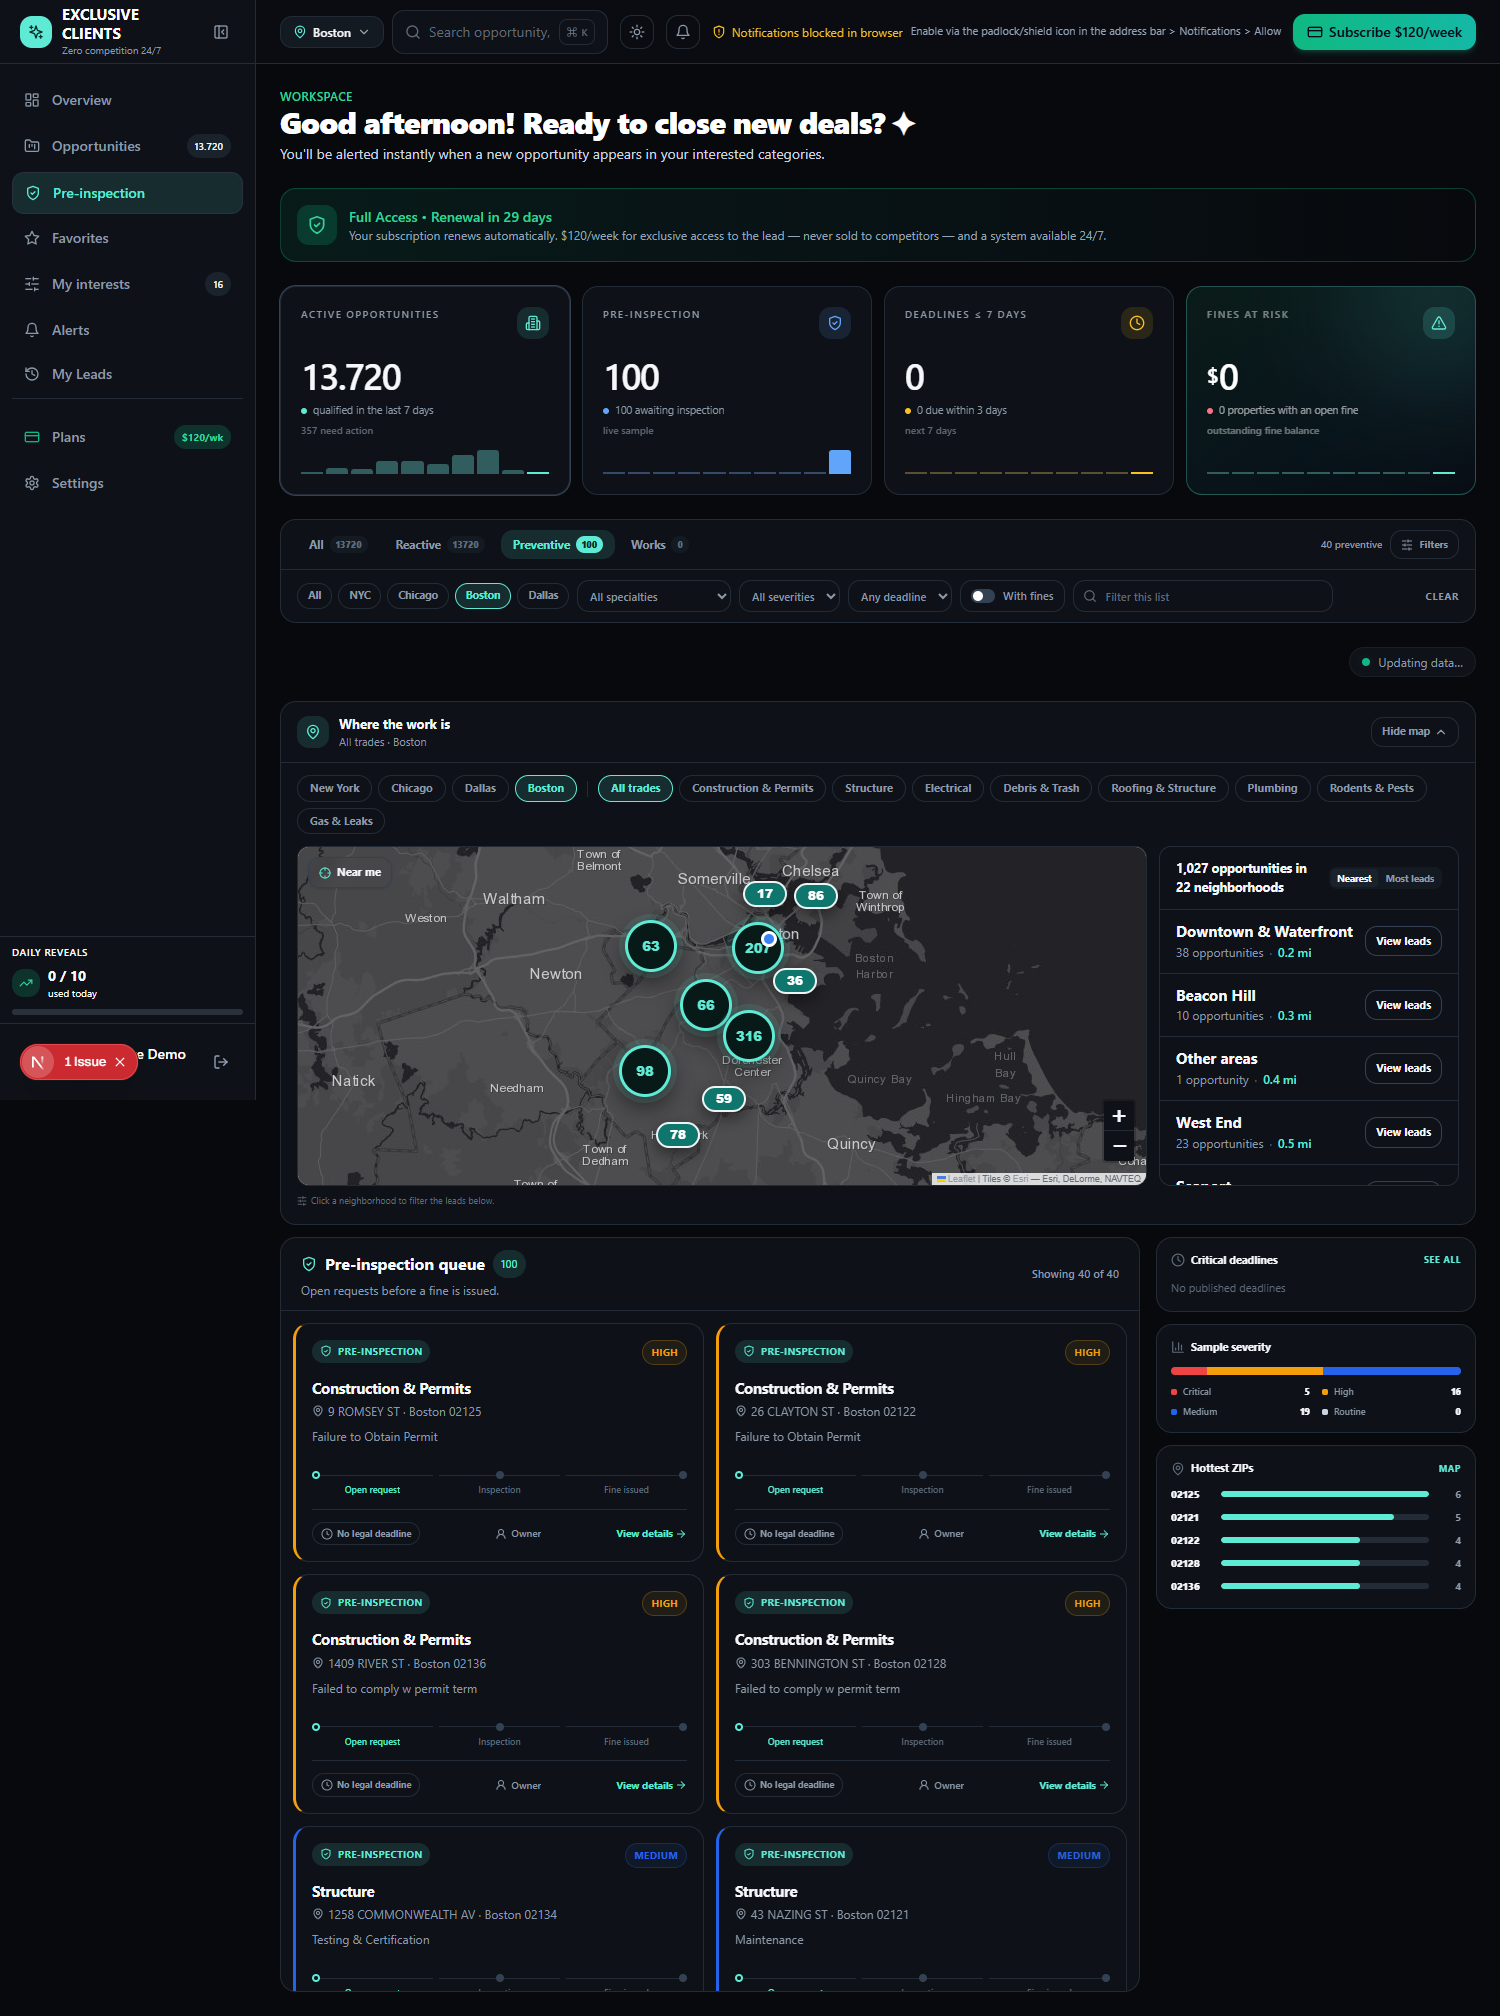 EXCLUSIVE
CLIENTS
Zero competition 24/7
Overview
Opportunities 13.720
Pre-inspection
Favorites
My interests 16
Alerts
My Leads
Plans $120/wk
Settings
DAILY REVEALS
0 / 10
used today
N 1 Issue
e Demo
Boston
Search opportunity,
⌘ K
Notifications blocked in browser
Enable via the padlock/shield icon in the address bar > Notifications > Allow
Subscribe $120/week
WORKSPACE
Good afternoon! Ready to close new deals? ✦
You'll be alerted instantly when a new opportunity appears in your interested categories.
Full Access • Renewal in 29 days
Your subscription renews automatically. $120/week for exclusive access to the lead — never sold to competitors — and a system available 24/7.
ACTIVE OPPORTUNITIES
13.720
qualified in the last 7 days
357 need action
PRE-INSPECTION
100
100 awaiting inspection
live sample
DEADLINES ≤ 7 DAYS
0
0 due within 3 days
next 7 days
FINES AT RISK
$0
0 properties with an open fine
outstanding fine balance
All 13720
Reactive 13720
Preventive 100
Works 0
40 preventive
Filters
All
NYC
Chicago
Boston
Dallas
All specialties
All severities
Any deadline
With fines
Filter this list
CLEAR
Updating data...
Where the work is
All trades · Boston
Hide map
New York
Chicago
Dallas
Boston
All trades
Construction & Permits
Structure
Electrical
Debris & Trash
Roofing & Structure
Plumbing
Rodents & Pests
Gas & Leaks
Near me
Town of
Belmont
Somerville
Chelsea
17
86
Town of
Winthrop
Waltham
Weston
63
207
ton
Boston
Harbor
Newton
36
66
316
Dorchester
Center
98
Natick
Needham
59
Quincy Bay
Hull
Bay
Hingham Bay
78
Town of
Dedham
Quincy
Town of
+
−
Leaflet | Tiles © Esri — Esri, DeLorme, NAVTEQ
Click a neighborhood to filter the leads below.
1,027 opportunities in
22 neighborhoods
Nearest
Most leads
Downtown & Waterfront
38 opportunities · 0.2 mi
View leads
Beacon Hill
10 opportunities · 0.3 mi
View leads
Other areas
1 opportunity · 0.4 mi
View leads
West End
23 opportunities · 0.5 mi
View leads
Pre-inspection queue 100
Open requests before a fine is issued.
Showing 40 of 40
PRE-INSPECTION
HIGH
Construction & Permits
9 ROMSEY ST · Boston 02125
Failure to Obtain Permit
Open request
Inspection
Fine issued
No legal deadline
Owner
View details →
PRE-INSPECTION
HIGH
Construction & Permits
26 CLAYTON ST · Boston 02122
Failure to Obtain Permit
Open request
Inspection
Fine issued
No legal deadline
Owner
View details →
PRE-INSPECTION
HIGH
Construction & Permits
1409 RIVER ST · Boston 02136
Failed to comply w permit term
Open request
Inspection
Fine issued
No legal deadline
Owner
View details →
PRE-INSPECTION
HIGH
Construction & Permits
303 BENNINGTON ST · Boston 02128
Failed to comply w permit term
Open request
Inspection
Fine issued
No legal deadline
Owner
View details →
PRE-INSPECTION
MEDIUM
Structure
1258 COMMONWEALTH AV · Boston 02134
Testing & Certification
PRE-INSPECTION
MEDIUM
Structure
43 NAZING ST · Boston 02121
Maintenance
Critical deadlines
SEE ALL
No published deadlines
Sample severity
Critical 5
High 16
Medium 19
Routine 0
Hottest ZIPs
MAP
02125 6
02121 5
02122 4
02128 4
02136 4